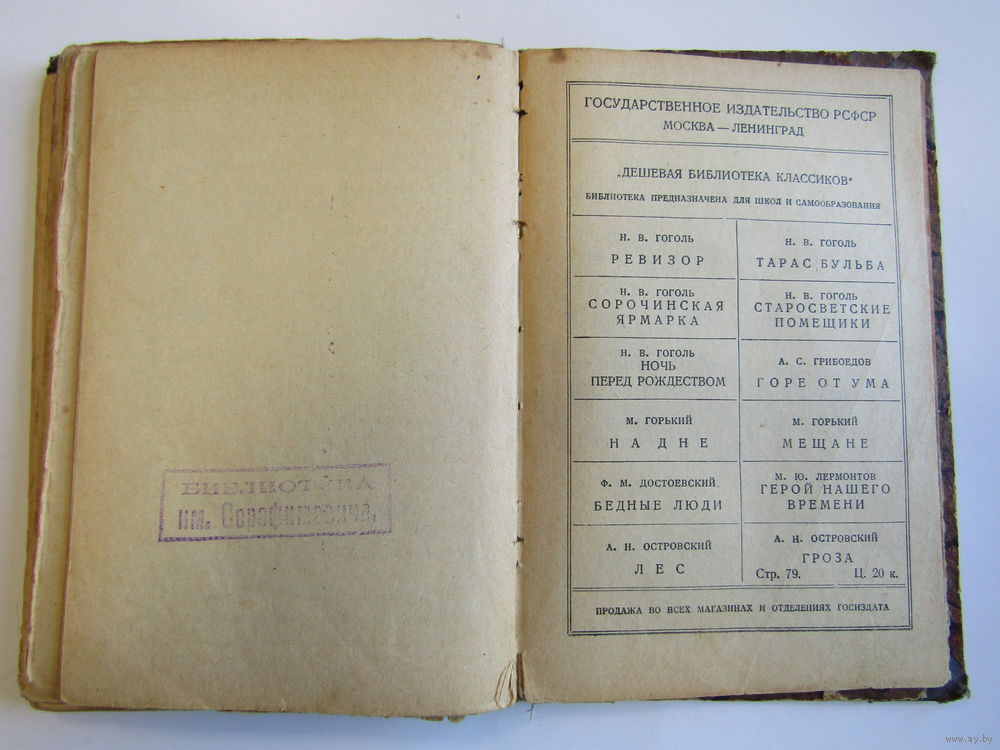 БИБЛИОТЕКА
им. Серафимовича,
ГОСУДАРСТВЕННОЕ ИЗДАТЕЛЬСТВО РСФСР
МОСКВА — ЛЕНИНГРАД
„ДЕШЕВАЯ БИБЛИОТЕКА КЛАССИКОВ“
БИБЛИОТЕКА ПРЕДНАЗНАЧЕНА ДЛЯ ШКОЛ И САМООБРАЗОВАНИЯ
Н. В. ГОГОЛЬ
РЕВИЗОР
Н. В. ГОГОЛЬ
ТАРАС БУЛЬБА
Н. В. ГОГОЛЬ
СОРОЧИНСКАЯ
ЯРМАРКА
Н. В. ГОГОЛЬ
СТАРОСВЕТСКИЕ
ПОМЕЩИКИ
Н. В. ГОГОЛЬ
НОЧЬ
ПЕРЕД РОЖДЕСТВОМ
А. С. ГРИБОЕДОВ
ГОРЕ ОТ УМА
М. ГОРЬКИЙ
НА ДНЕ
М. ГОРЬКИЙ
МЕЩАНЕ
Ф. М. ДОСТОЕВСКИЙ
БЕДНЫЕ ЛЮДИ
М. Ю. ЛЕРМОНТОВ
ГЕРОЙ НАШЕГО
ВРЕМЕНИ
А. Н. ОСТРОВСКИЙ
ЛЕС
А. Н. ОСТРОВСКИЙ
ГРОЗА
Стр. 79. Ц. 20 к.
ПРОДАЖА ВО ВСЕХ МАГАЗИНАХ И ОТДЕЛЕНИЯХ ГОСИЗДАТА
www.ay.by